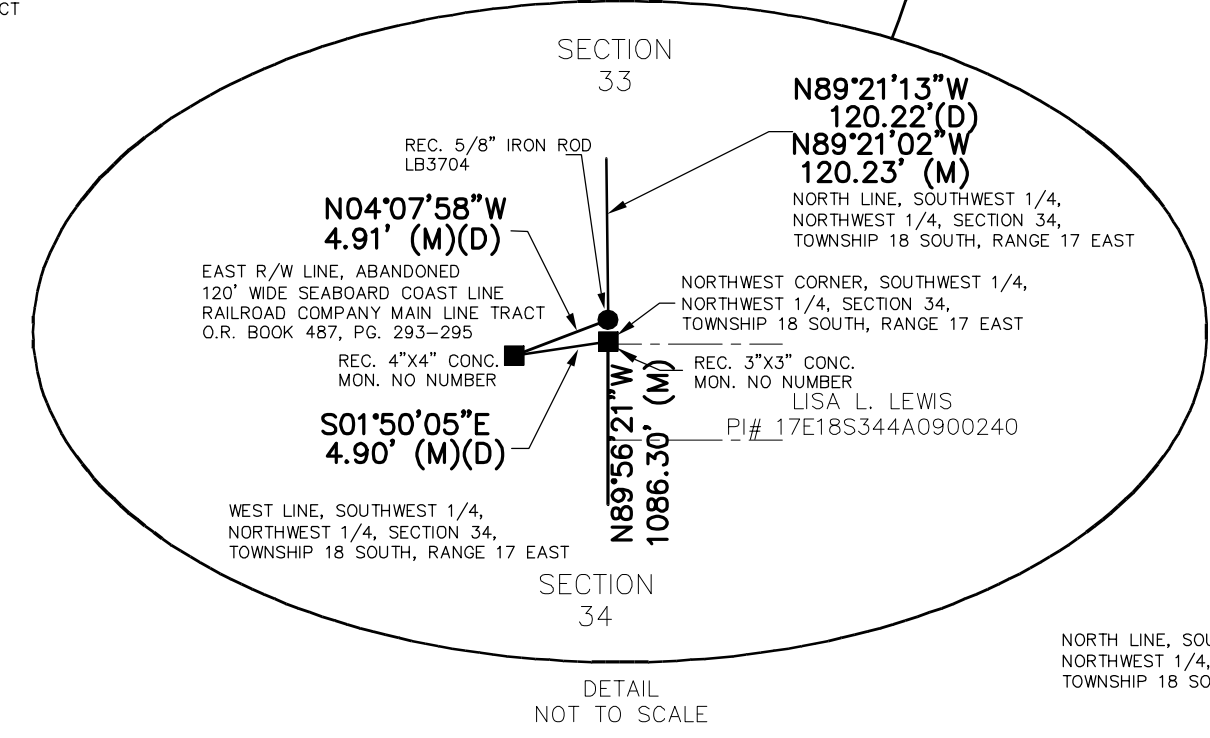 CT
SECTION
33
N89°21'13"W
120.22'(D)
N89°21'02"W
120.23' (M)
NORTH LINE, SOUTHWEST 1/4,
NORTHWEST 1/4, SECTION 34,
TOWNSHIP 18 SOUTH, RANGE 17 EAST
REC. 5/8" IRON ROD
LB3704
N04°07'58"W
4.91' (M)(D)
EAST R/W LINE, ABANDONED
120' WIDE SEABOARD COAST LINE
RAILROAD COMPANY MAIN LINE TRACT
O.R. BOOK 487, PG. 293-295
NORTHWEST CORNER, SOUTHWEST 1/4,
NORTHWEST 1/4, SECTION 34,
TOWNSHIP 18 SOUTH, RANGE 17 EAST
REC. 4"X4" CONC.
MON. NO NUMBER
REC. 3"X3" CONC.
MON. NO NUMBER
LISA L. LEWIS
PI# 17E18S344A0900240
S01°50'05"E
4.90' (M)(D)
N89°56'21"W
1086.30' (M)
WEST LINE, SOUTHWEST 1/4,
NORTHWEST 1/4, SECTION 34,
TOWNSHIP 18 SOUTH, RANGE 17 EAST
SECTION
34
DETAIL
NOT TO SCALE
NORTH LINE, SOU
NORTHWEST 1/4,
TOWNSHIP 18 SO